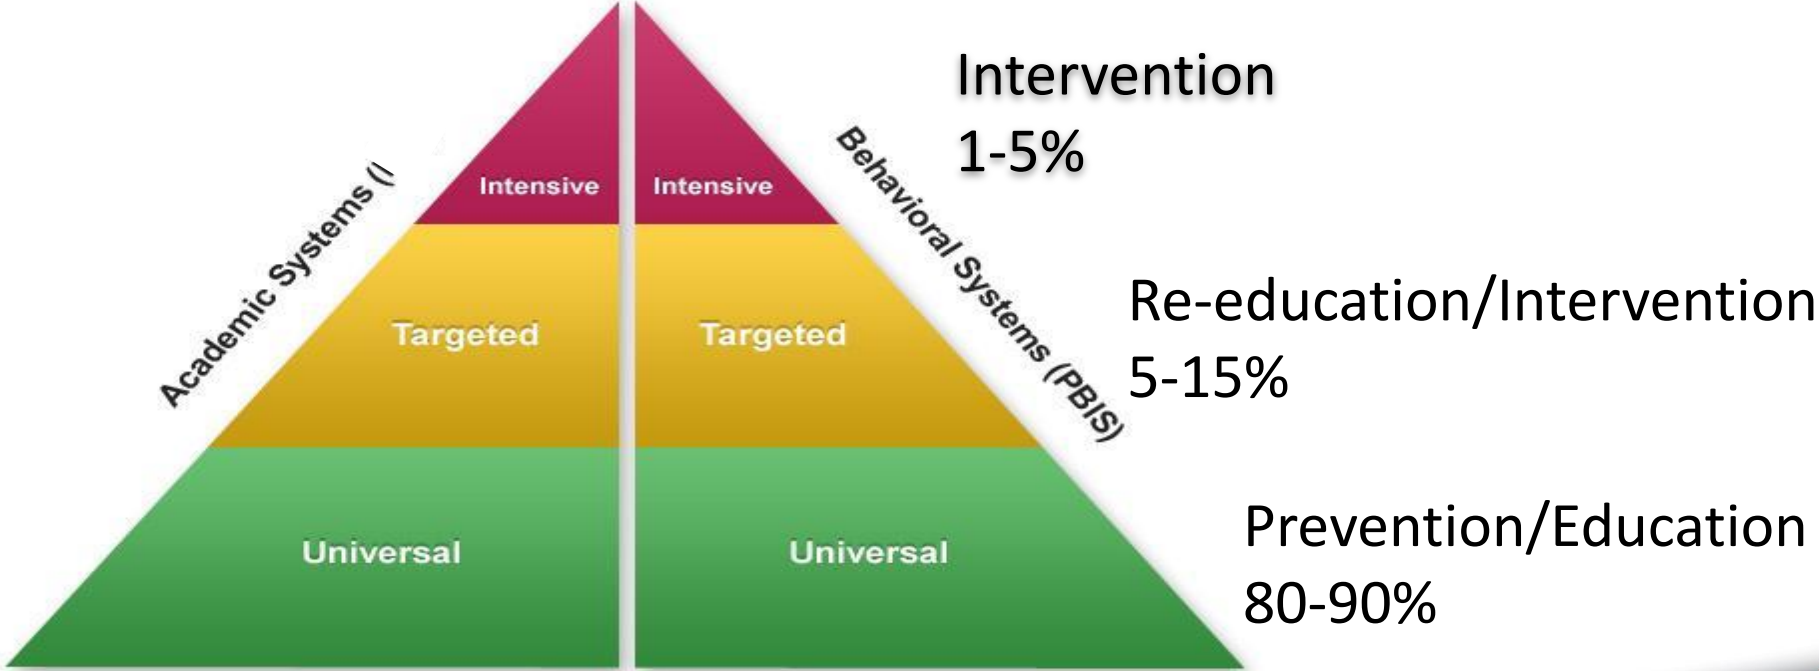 Intervention
1-5%
Intensive
Intensive
Academic Systems (
Behavioral Systems (PBIS)
Re-education/Intervention
5-15%
Targeted
Targeted
Prevention/Education
80-90%
Universal
Universal